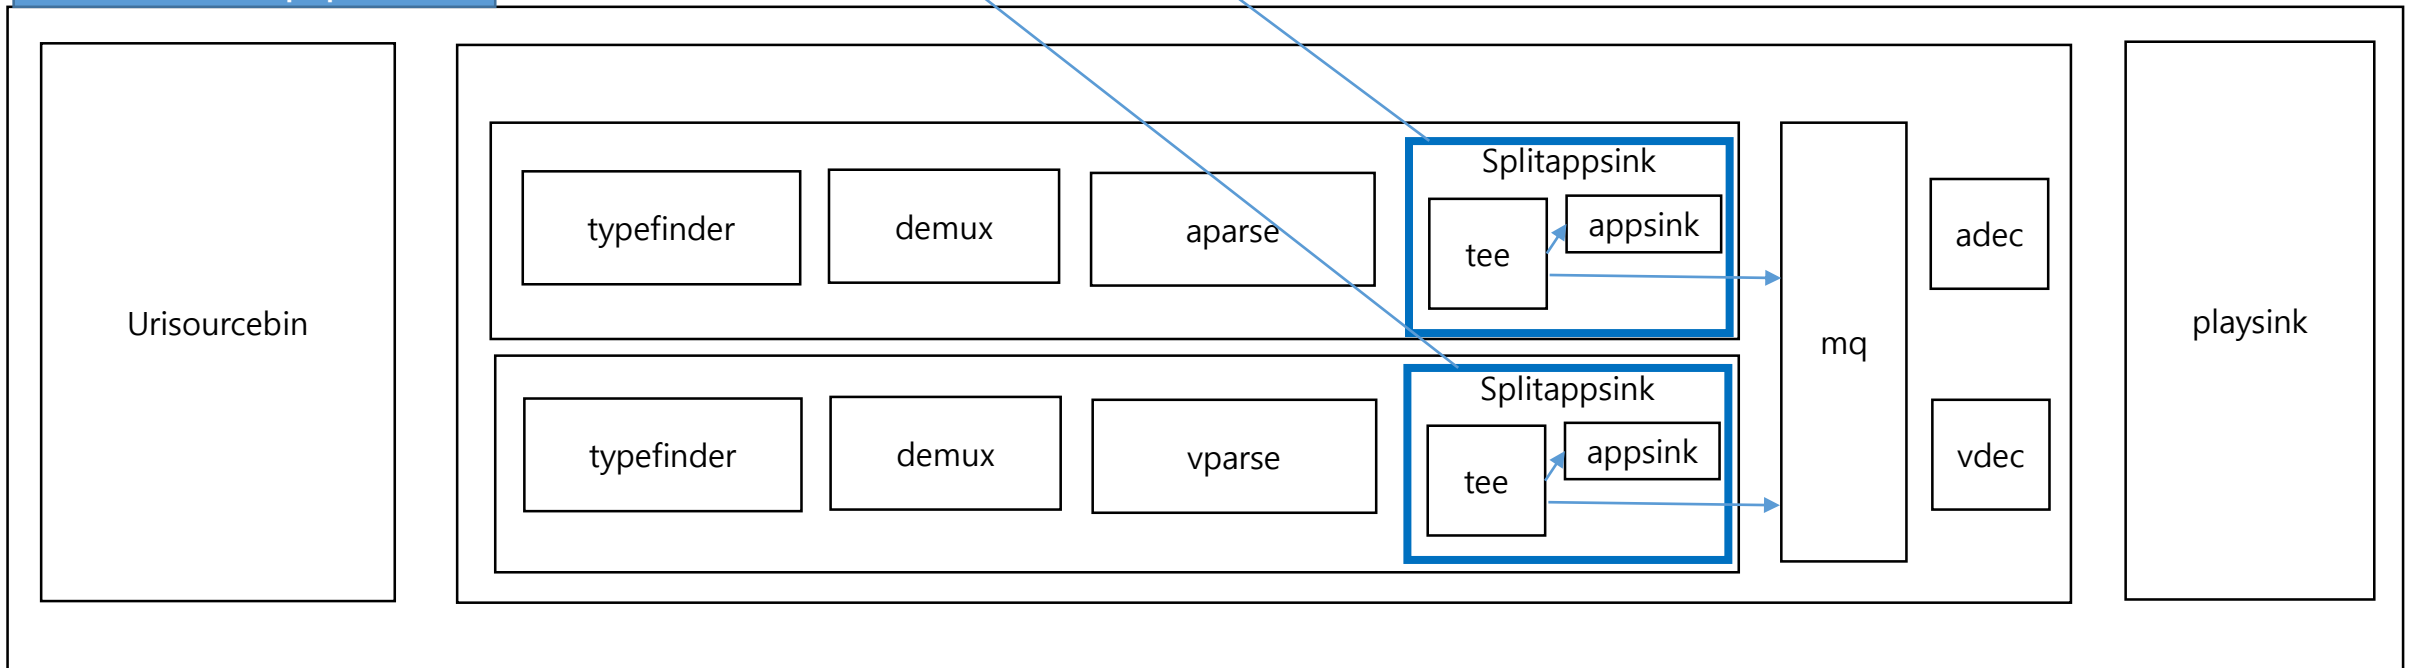 Splitappsink
typefinder
demux
aparse
tee
appsink
adec
Urisourcebin
mq
playsink
Splitappsink
typefinder
demux
vparse
tee
appsink
vdec